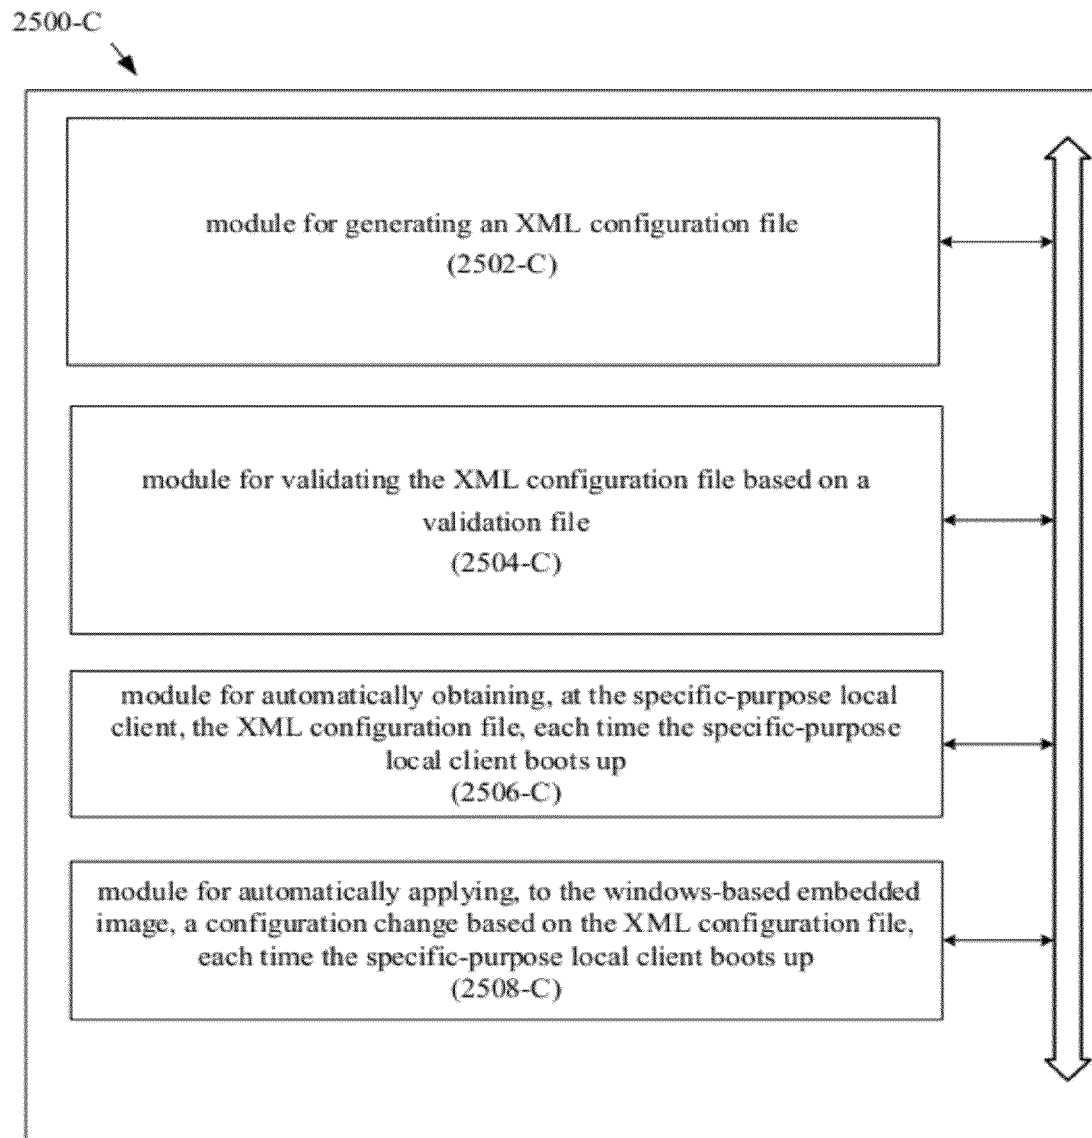 2500-C
module for generating an XML configuration file
(2502-C)
module for validating the XML configuration file based on a
validation file
(2504-C)
module for automatically obtaining, at the specific-purpose local
client, the XML configuration file, each time the specific-purpose
local client boots up
(2506-C)
module for automatically applying, to the windows-based embedded
image, a configuration change based on the XML configuration file,
each time the specific-purpose local client boots up
(2508-C)